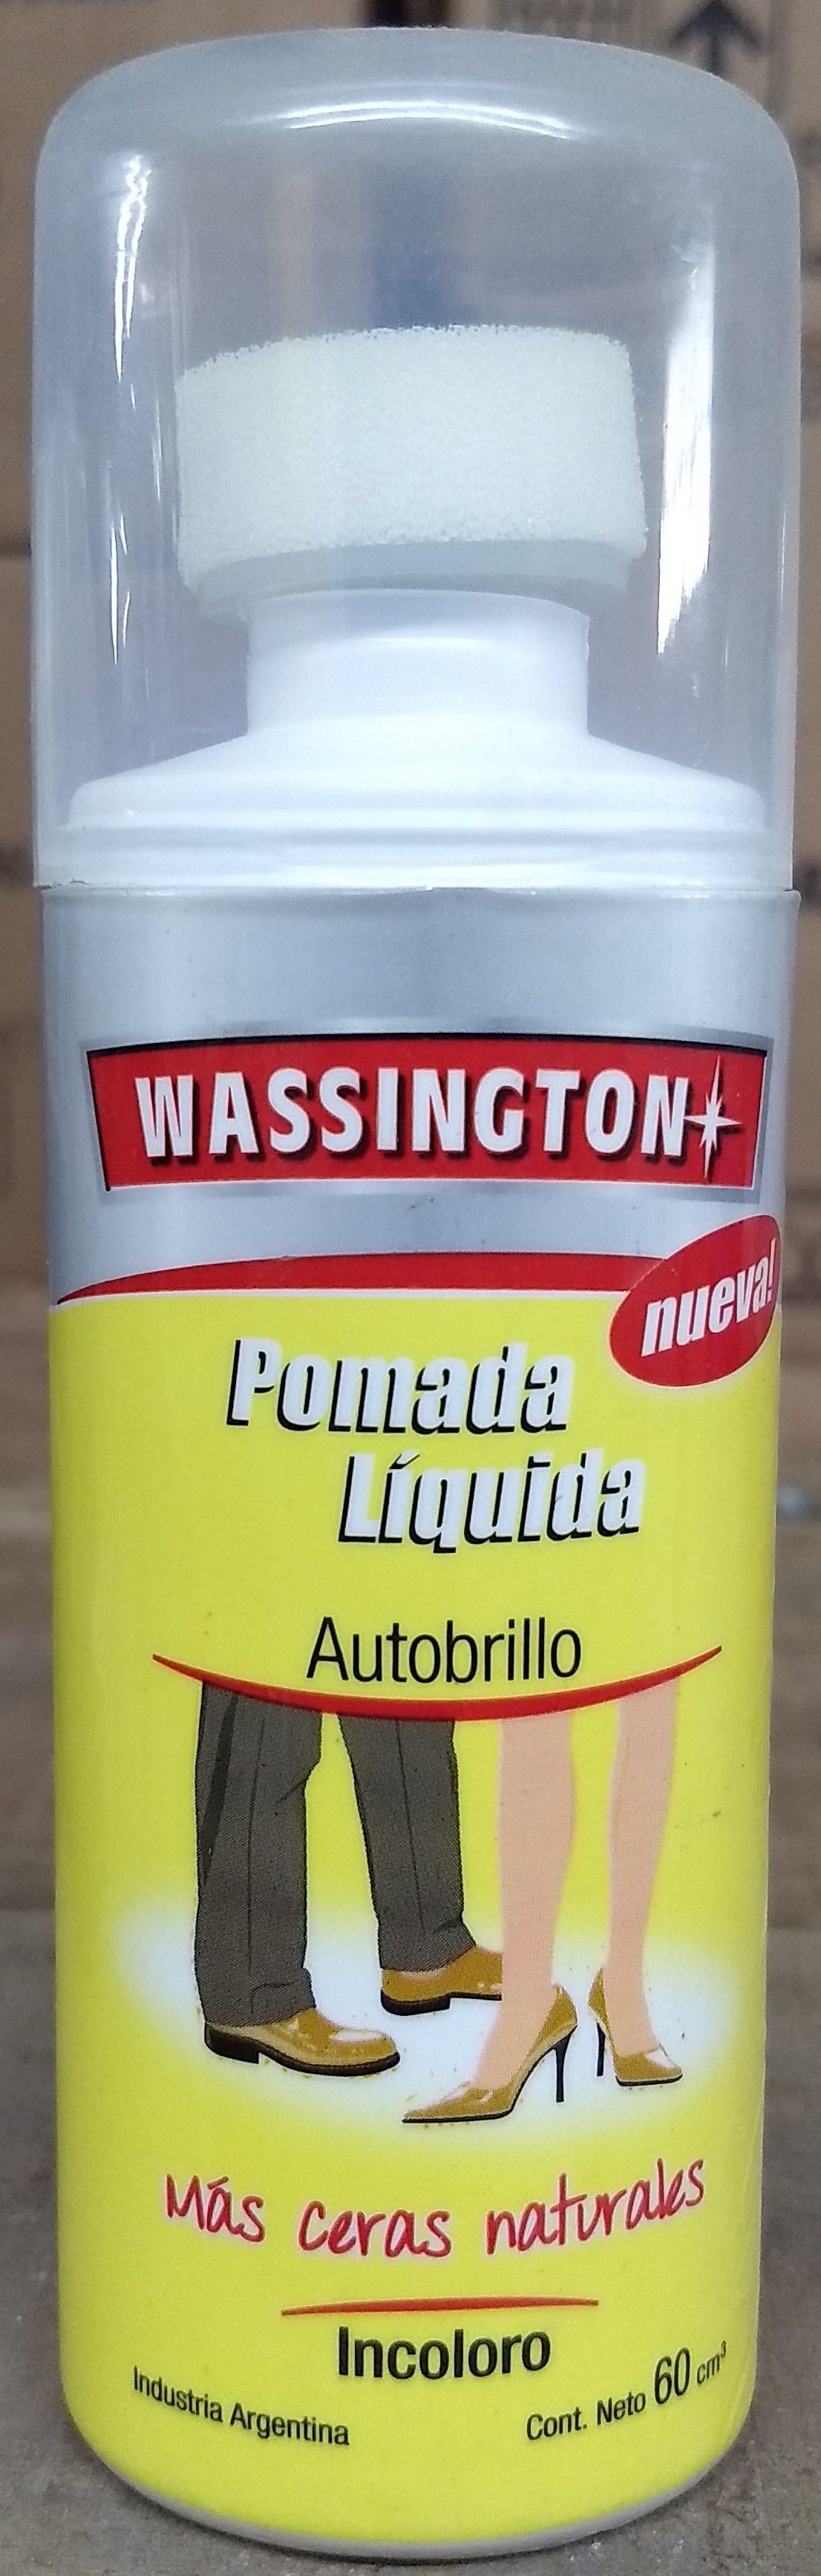 WASSINGTON
nueva!
Pomada
Líquida
Autobrillo
Más ceras naturales
Incoloro
Industria Argentina
Cont. Neto 60 cm³